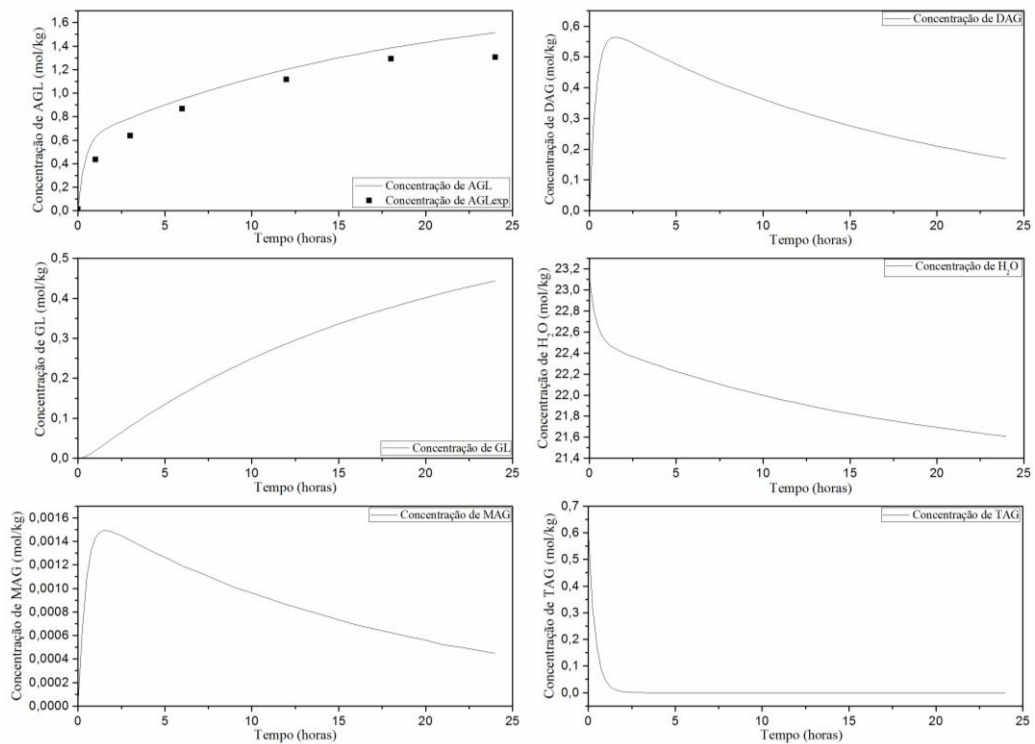 Concentração de AGL (mol/kg)
1,6
1,4
1,2
1,0
0,8
0,6
0,4
0,2
0,0
Concentração de AGL
Concentração de AGLexp
0 5 10 15 20 25
Tempo (horas)
Concentração de DAG (mol/kg)
0,6
0,5
0,4
0,3
0,2
0,1
0,0
Concentração de DAG
0 5 10 15 20 25
Tempo (horas)
Concentração de GL (mol/kg)
0,5
0,4
0,3
0,2
0,1
0,0
Concentração de GL
0 5 10 15 20 25
Tempo (horas)
Concentração de H₂O (mol/kg)
23,2
23,0
22,8
22,6
22,4
22,2
22,0
21,8
21,6
21,4
Concentração de H₂O
0 5 10 15 20 25
Tempo (horas)
Concentração de MAG (mol/kg)
0,0016
0,0014
0,0012
0,0010
0,0008
0,0006
0,0004
0,0002
0,0000
Concentração de MAG
0 5 10 15 20 25
Tempo (horas)
Concentração de TAG (mol/kg)
0,7
0,6
0,5
0,4
0,3
0,2
0,1
0,0
Concentração de TAG
0 5 10 15 20 25
Tempo (horas)